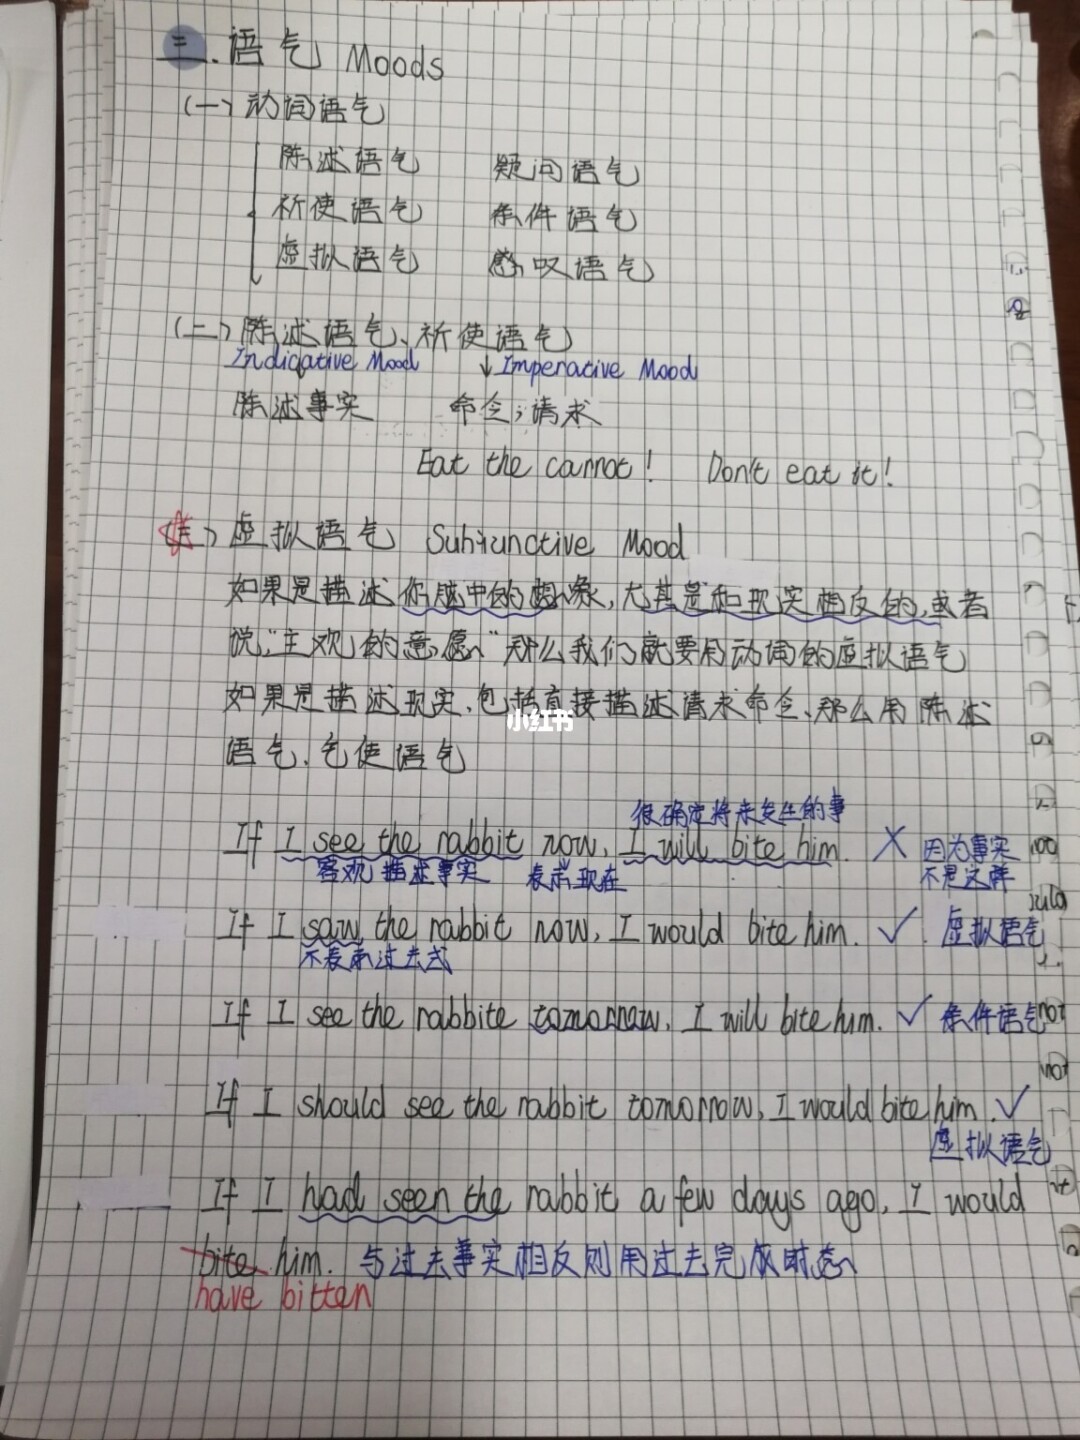 三.语气 Moods
(一)动词语气
陈述语气 疑问语气
祈使语气 条件语气
虚拟语气 感叹语气
(二)陈述语气、祈使语气
Indicative Mood ↓Imperative Mood
陈述事实 命令;请求
Eat the carrot! Don't eat it!
(三)虚拟语气 Subjunctive Mood
如果是描述你脑中的想象,尤其是和现实相反的,或者
说"主观的意愿"那么我们就要用动词的虚拟语气
如果是描述现实、包括直接描述请求命令、那么用陈述
语气、乞使语气
小红书
很确定将来发生的事
If I see the rabbit now, I will bite him. ✗ 因为事实
客观描述事实 表示现在 不是这样
If I saw the rabbit now, I would bite him. ✓. 虚拟语气
不表示过去式
If I see the rabbite tomorrow, I will bite him. ✓ 条件语气
If I should see the rabbit tomorrow, I would bite him. ✓
虚拟语气
If I had seen the rabbit a few days ago, I would
bite him. 与过去事实相反则用过去完成时态
have bitten